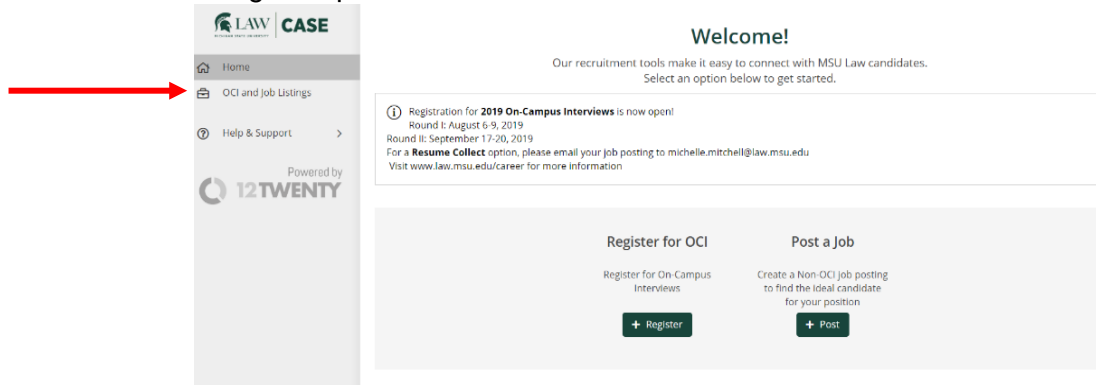 LAW CASE
Home
OCI and Job Listings
Help & Support
Powered by
12TWENTY
Welcome!
Our recruitment tools make it easy to connect with MSU Law candidates.
Select an option below to get started.
Registration for 2019 On-Campus Interviews is now open!
Round I: August 6-9, 2019
Round II: September 17-20, 2019
For a Resume Collect option, please email your job posting to michelle.mitchell@law.msu.edu
Visit www.law.msu.edu/career for more information
Register for OCI
Register for On-Campus
Interviews
+ Register
Post a Job
Create a Non-OCI job posting
to find the ideal candidate
for your position
+ Post